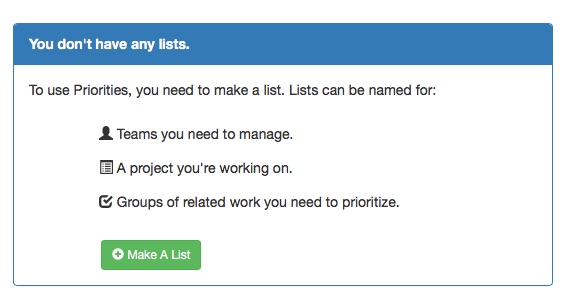 You don't have any lists.
To use Priorities, you need to make a list. Lists can be named for:
Teams you need to manage.
A project you're working on.
Groups of related work you need to prioritize.
Make A List